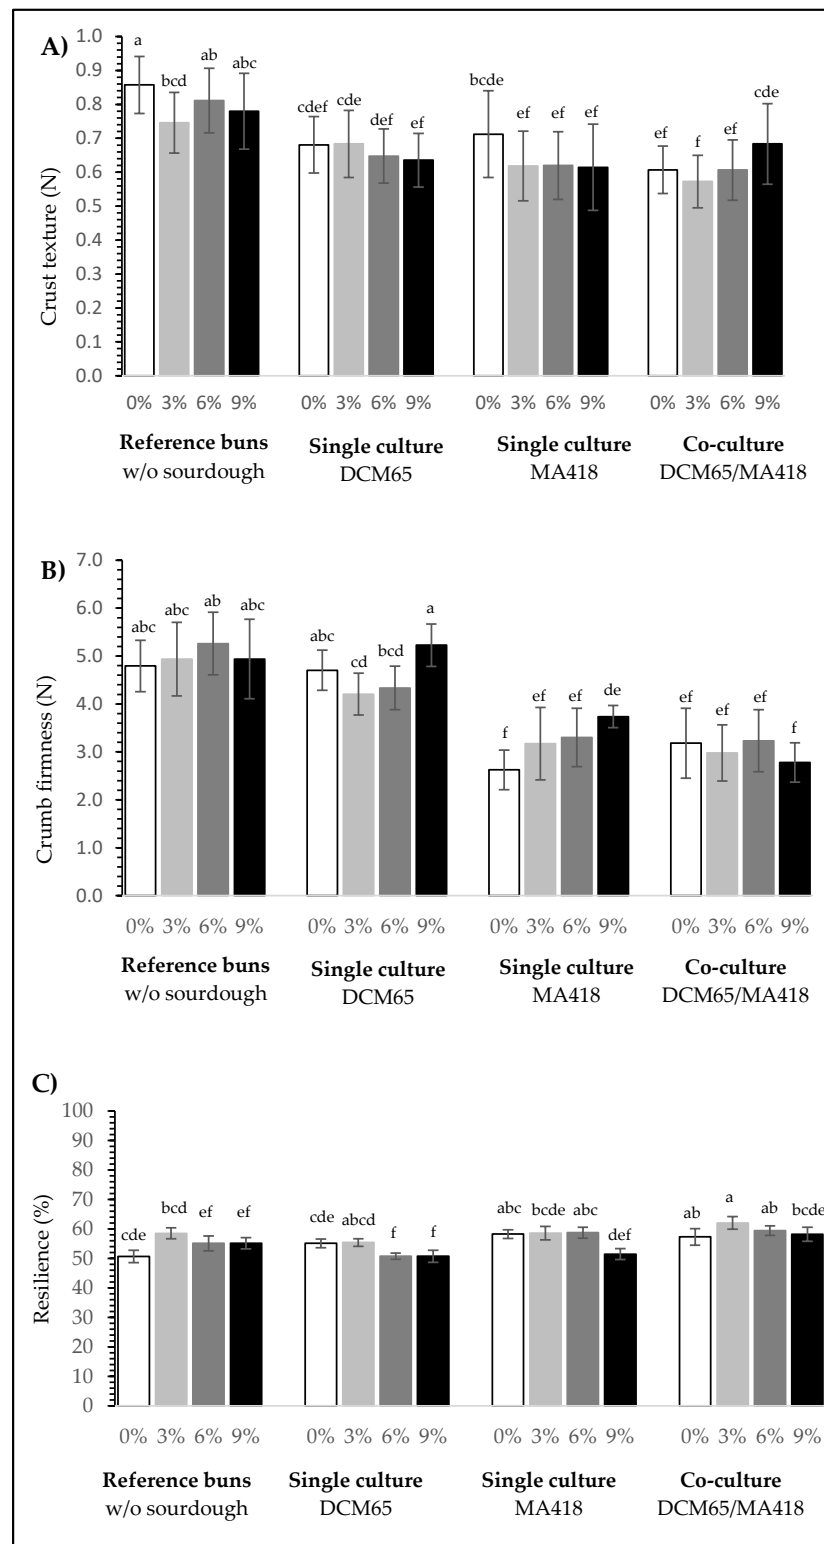 A)
Crust texture (N)
1.0
0.9
0.8
0.7
0.6
0.5
0.4
0.3
0.2
0.1
0.0
a bcd ab abc cdef cde def ef bcde ef ef ef ef f ef cde
0% 3% 6% 9% 0% 3% 6% 9% 0% 3% 6% 9% 0% 3% 6% 9%
Reference buns Single culture Single culture Co-culture
w/o sourdough DCM65 MA418 DCM65/MA418
B)
Crumb firmness (N)
7.0
6.0
5.0
4.0
3.0
2.0
1.0
0.0
abc abc ab abc abc cd bcd a f ef ef de ef ef ef f
0% 3% 6% 9% 0% 3% 6% 9% 0% 3% 6% 9% 0% 3% 6% 9%
Reference buns Single culture Single culture Co-culture
w/o sourdough DCM65 MA418 DCM65/MA418
C)
Resilience (%)
100
90
80
70
60
50
40
30
20
10
0
cde bcd ef ef cde abcd f f abc bcde abc def ab a ab bcde
0% 3% 6% 9% 0% 3% 6% 9% 0% 3% 6% 9% 0% 3% 6% 9%
Reference buns Single culture Single culture Co-culture
w/o sourdough DCM65 MA418 DCM65/MA418